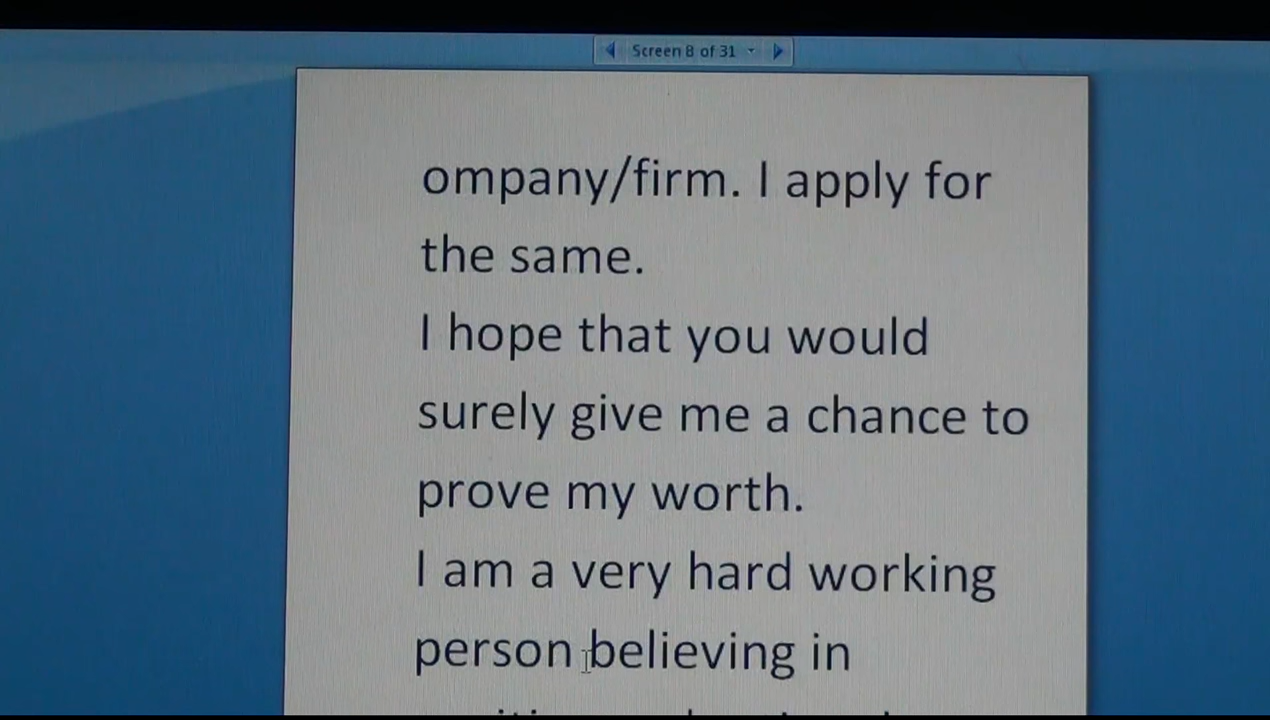 Screen 8 of 31
ompany/firm. I apply for
the same.
I hope that you would
surely give me a chance to
prove my worth.
I am a very hard working
person believing in